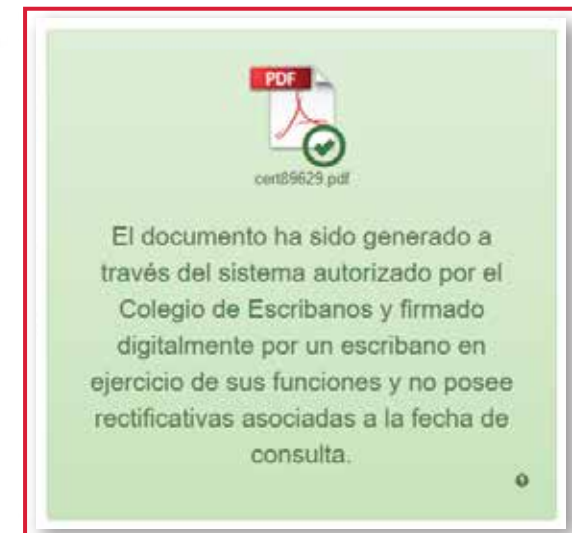 PDF
cert89629.pdf
El documento ha sido generado a
través del sistema autorizado por el
Colegio de Escribanos y firmado
digitalmente por un escribano en
ejercicio de sus funciones y no posee
rectificativas asociadas a la fecha de
consulta.